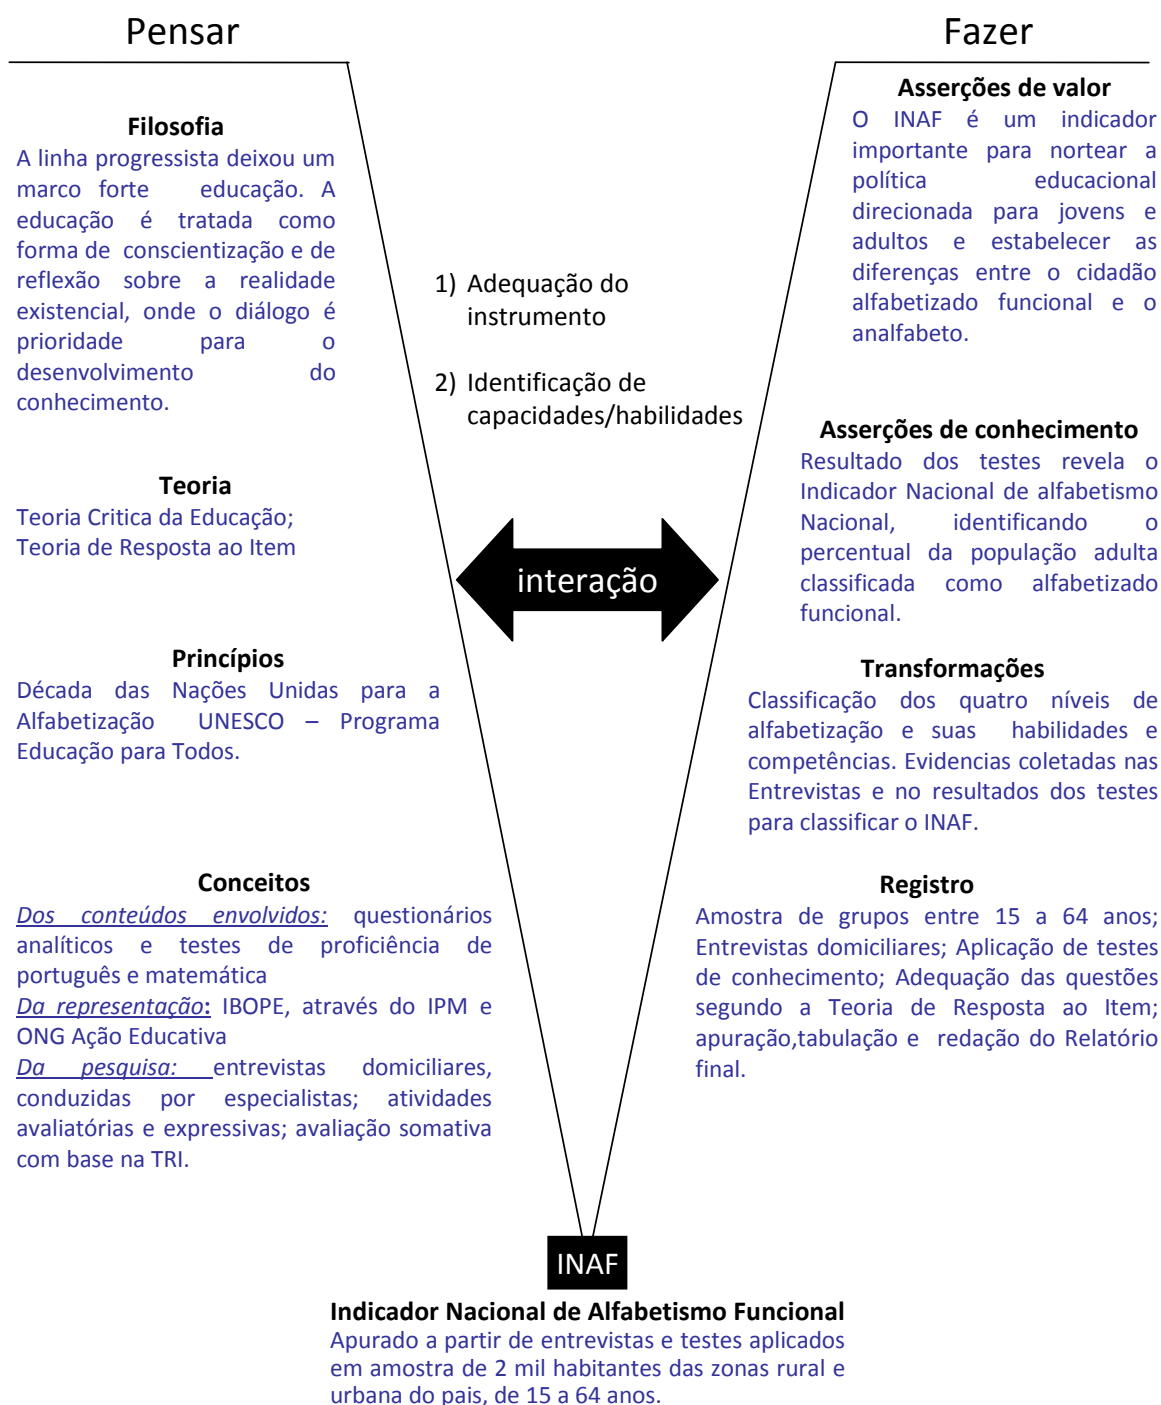 Pensar
Filosofia
A linha progressista deixou um
marco forte educação. A
educação é tratada como
forma de conscientização e de
reflexão sobre a realidade
existencial, onde o diálogo é
prioridade para o
desenvolvimento do
conhecimento.
Teoria
Teoria Critica da Educação;
Teoria de Resposta ao Item
Princípios
Década das Nações Unidas para a
Alfabetização UNESCO – Programa
Educação para Todos.
Conceitos
Dos conteúdos envolvidos: questionários
analíticos e testes de proficiência de
português e matemática
Da representação: IBOPE, através do IPM e
ONG Ação Educativa
Da pesquisa: entrevistas domiciliares,
conduzidas por especialistas; atividades
avaliatórias e expressivas; avaliação somativa
com base na TRI.
1) Adequação do
instrumento
2) Identificação de
capacidades/habilidades
interação
Fazer
Asserções de valor
O INAF é um indicador
importante para nortear a
política educacional
direcionada para jovens e
adultos e estabelecer as
diferenças entre o cidadão
alfabetizado funcional e o
analfabeto.
Asserções de conhecimento
Resultado dos testes revela o
Indicador Nacional de alfabetismo
Nacional, identificando o
percentual da população adulta
classificada como alfabetizado
funcional.
Transformações
Classificação dos quatro níveis de
alfabetização e suas habilidades e
competências. Evidencias coletadas nas
Entrevistas e no resultados dos testes
para classificar o INAF.
Registro
Amostra de grupos entre 15 a 64 anos;
Entrevistas domiciliares; Aplicação de testes
de conhecimento; Adequação das questões
segundo a Teoria de Resposta ao Item;
apuração,tabulação e redação do Relatório
final.
INAF
Indicador Nacional de Alfabetismo Funcional
Apurado a partir de entrevistas e testes aplicados
em amostra de 2 mil habitantes das zonas rural e
urbana do pais, de 15 a 64 anos.